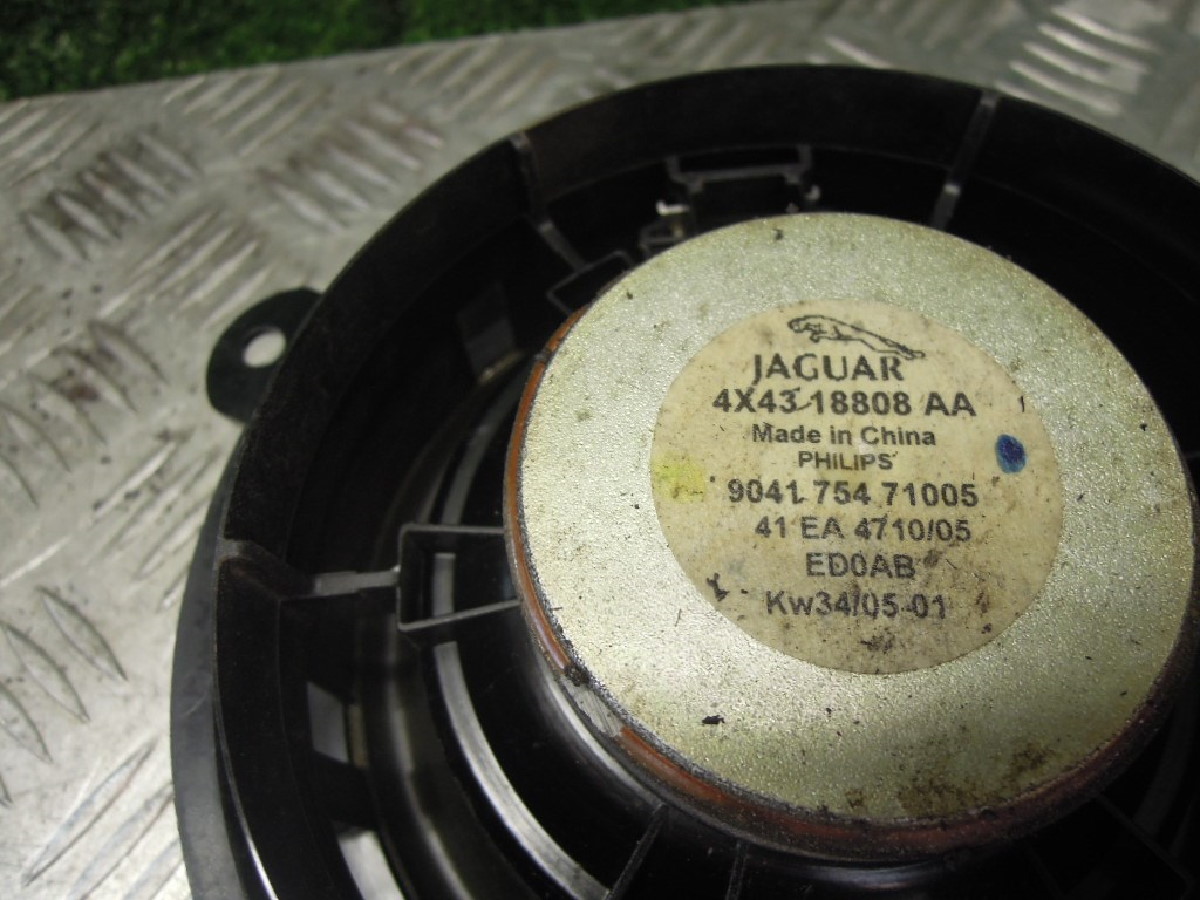 JAGUAR
4X43 18808 AA
Made in China
PHILIPS
9041 754 71005
41 EA 4710/05
ED0AB
Kw34/05-01